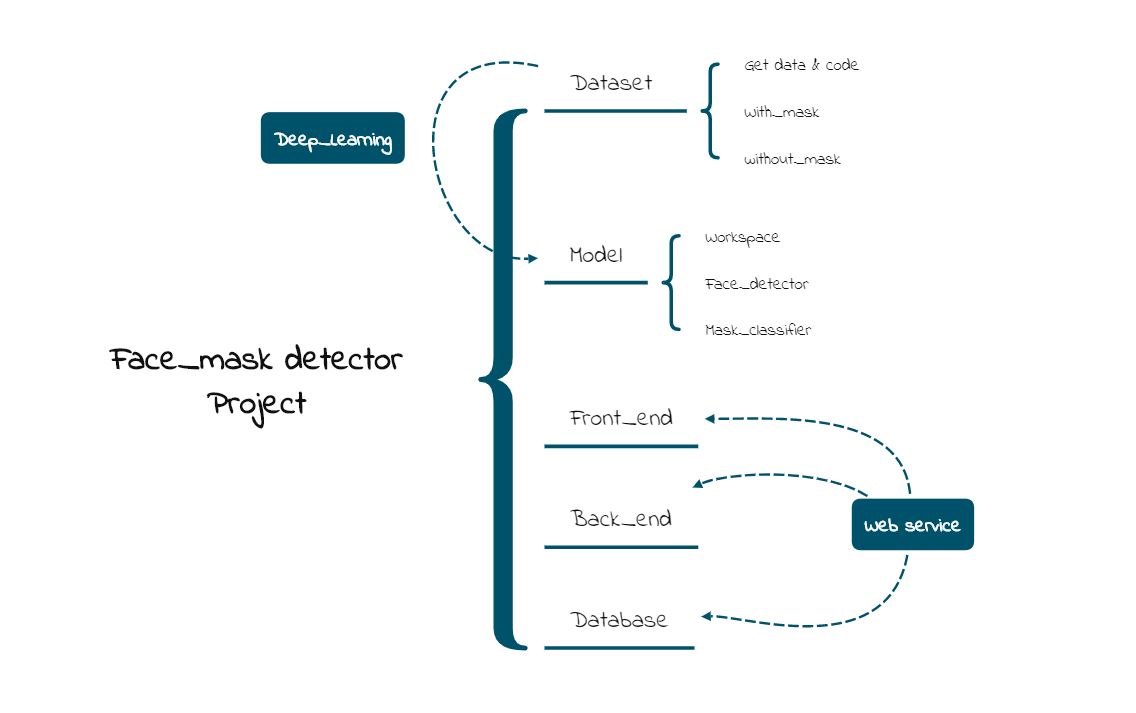 Dataset
Get data & code
with_mask
without_mask
Deep_Learning
Model
Workspace
Face_detector
Mask_classifier
Face_mask detector
Project
Front_end
Back_end
Web service
Database